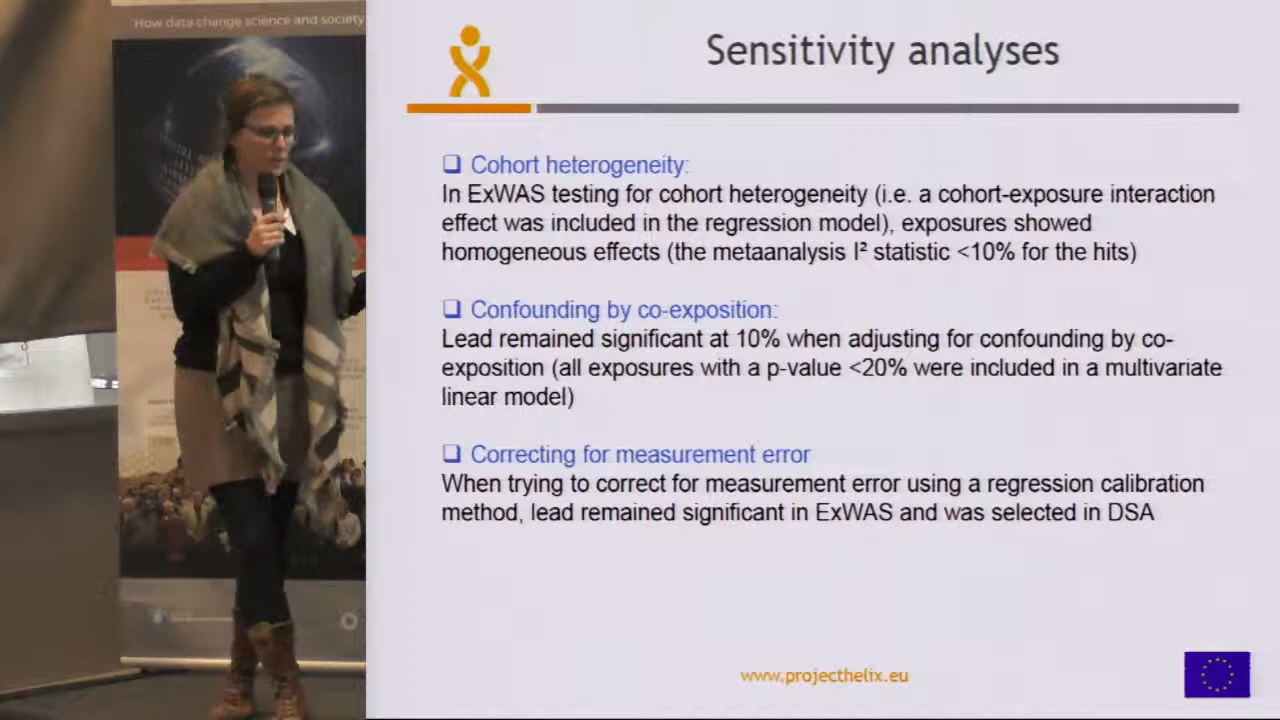 How data change science and society
Sensitivity analyses
❑ Cohort heterogeneity:
In ExWAS testing for cohort heterogeneity (i.e. a cohort-exposure interaction
effect was included in the regression model), exposures showed
homogeneous effects (the metaanalysis I² statistic <10% for the hits)
❑ Confounding by co-exposition:
Lead remained significant at 10% when adjusting for confounding by co-
exposition (all exposures with a p-value <20% were included in a multivariate
linear model)
❑ Correcting for measurement error
When trying to correct for measurement error using a regression calibration
method, lead remained significant in ExWAS and was selected in DSA
www.projecthelix.eu